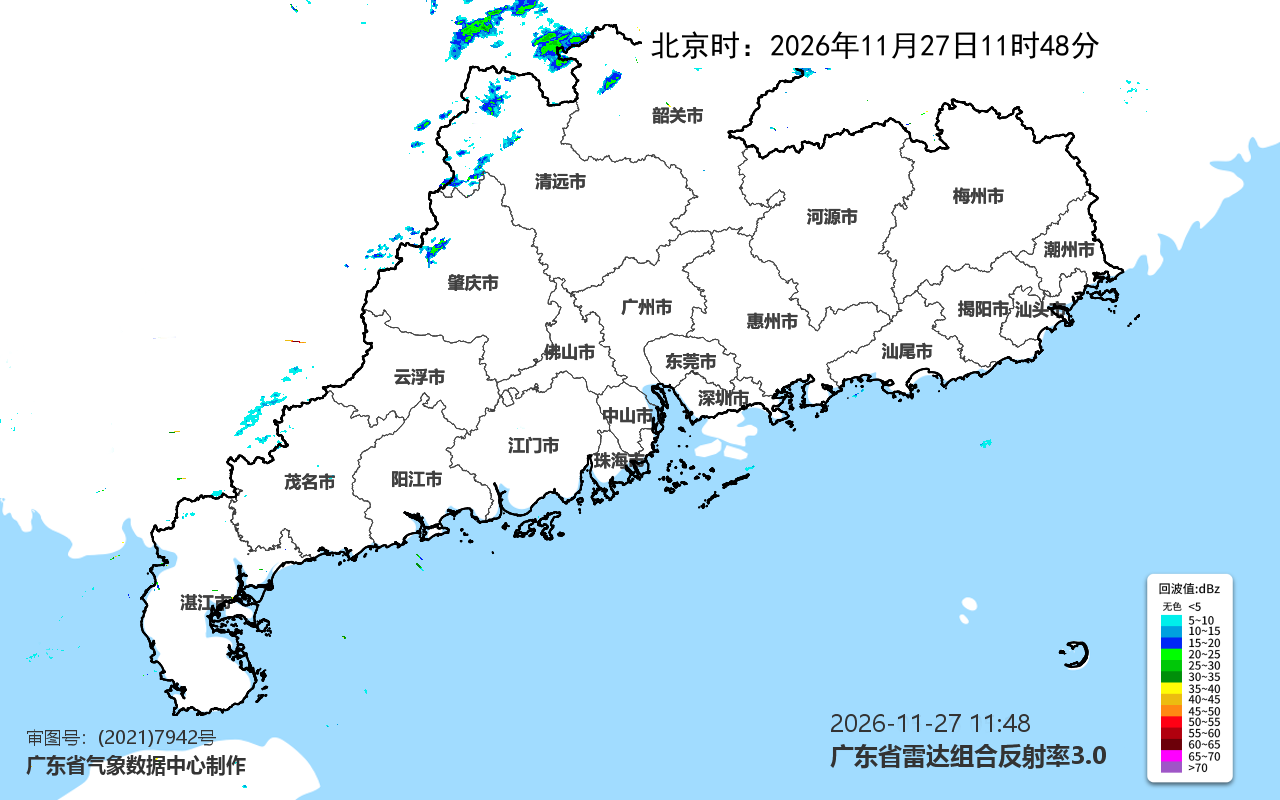 北京时：2026年11月27日11时48分
韶关市
清远市
梅州市
河源市
潮州市
肇庆市
广州市
揭阳市
汕头市
惠州市
佛山市
汕尾市
东莞市
云浮市
深圳市
中山市
江门市
珠海市
阳江市
茂名市
湛江市
回波值:dBz
无色 <5
5~10
10~15
15~20
20~25
25~30
30~35
35~40
40~45
45~50
50~55
55~60
60~65
65~70
>70
2026-11-27 11:48
广东省雷达组合反射率3.0
审图号：(2021)7942号
广东省气象数据中心制作